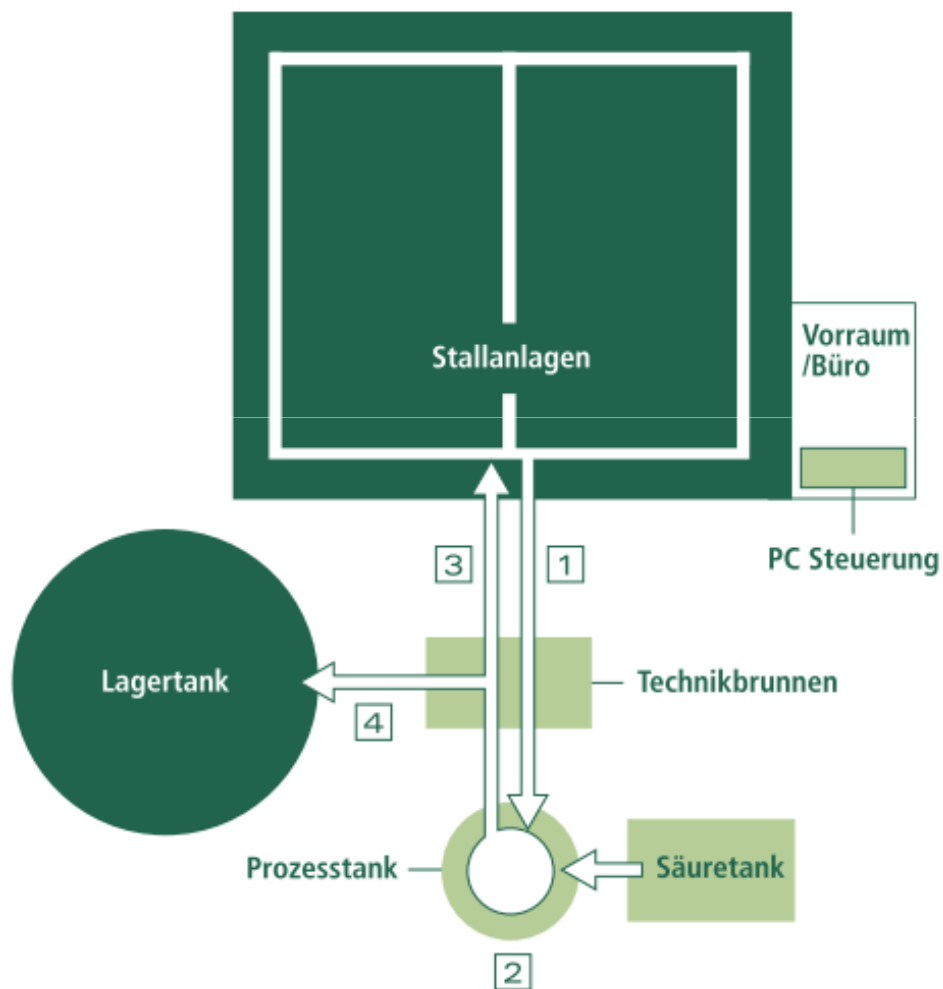 Stallanlagen
Vorraum
/Büro
PC Steuerung
3
1
Lagertank
Technikbrunnen
4
Prozesstank
Säuretank
2